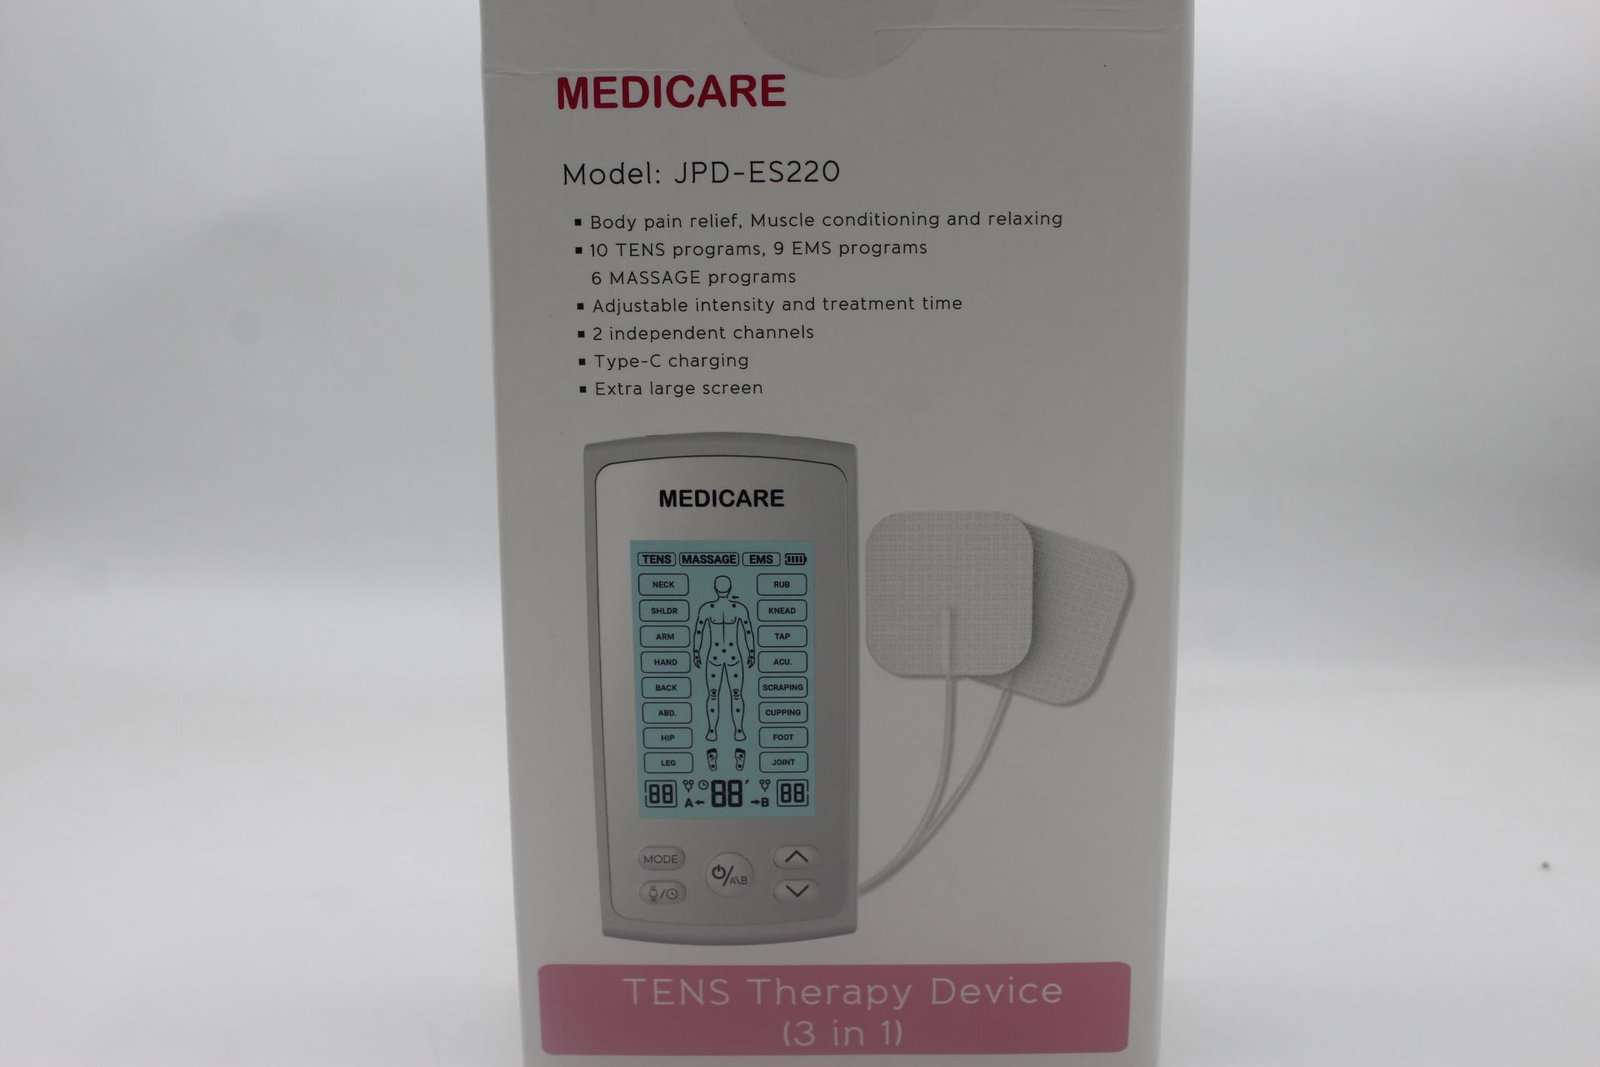 MEDICARE
Model: JPD-ES220
▪ Body pain relief, Muscle conditioning and relaxing
▪ 10 TENS programs, 9 EMS programs
6 MASSAGE programs
▪ Adjustable intensity and treatment time
▪ 2 independent channels
▪ Type-C charging
▪ Extra large screen
MEDICARE
TENS MASSAGE EMS
NECK RUB
SHLDR KNEAD
ARM TAP
HAND ACU.
BACK SCRAPING
ABD. CUPPING
HIP FOOT
LEG JOINT
88 A 88' B 88
MODE
A\B
TENS Therapy Device
(3 in 1)